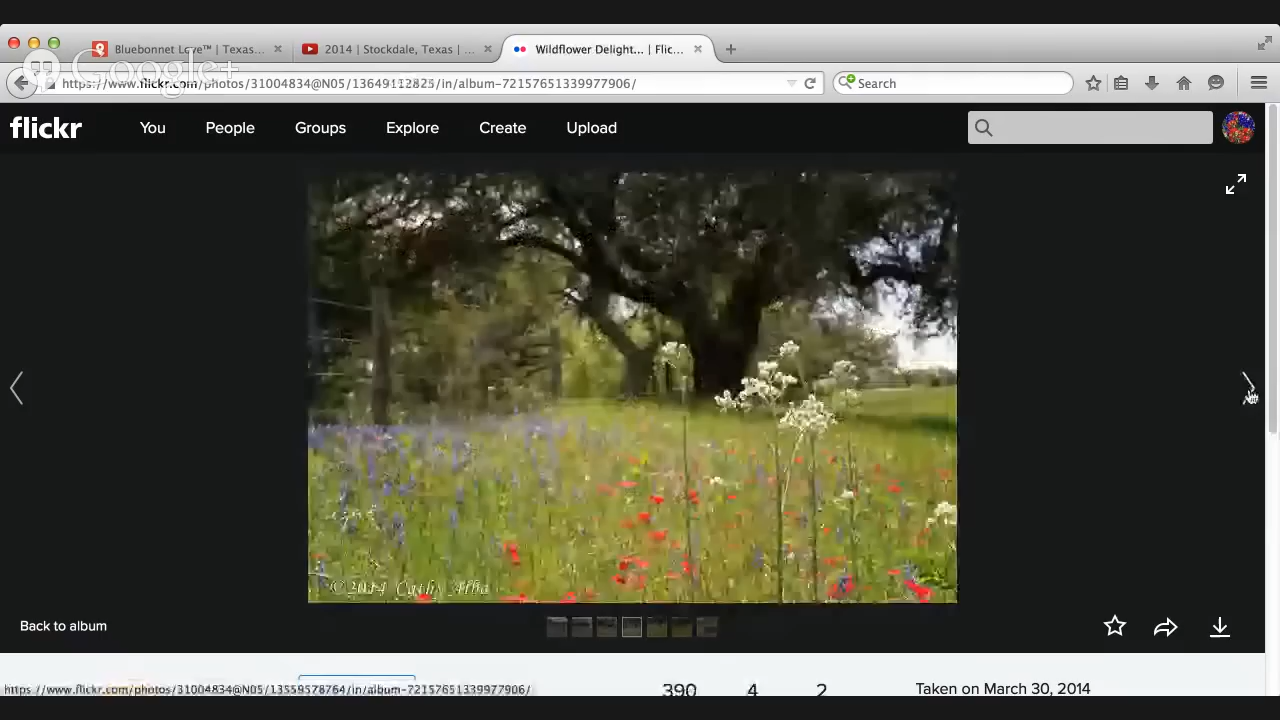 Bluebonnet Love™ | Texas...
2014 | Stockdale, Texas | ...
Wildflower Delight... | Flic...
Google+
https://www.flickr.com/photos/31004834@N05/13649112825/in/album-72157651339977906/
Search
flickr
You
People
Groups
Explore
Create
Upload
©2014 Curtis Alba
Back to album
https://www.flickr.com/photos/31004834@N05/13559578764/in/album-72157651339977906/
390
4
2
Taken on March 30, 2014